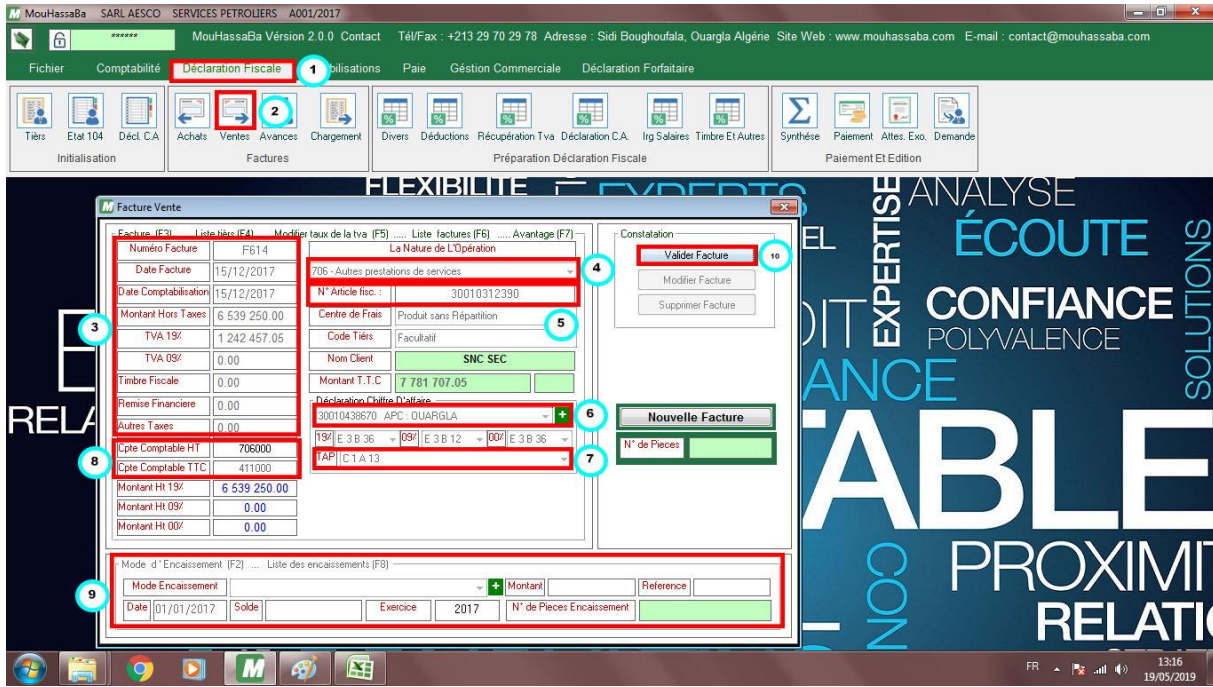 MouHassaBa SARL AESCO SERVICES PETROLIERS A001/2017
****** MouHassaBa Vérsion 2.0.0 Contact Tél/Fax : +213 29 70 29 78 Adresse : Sidi Boughoufala, Ouargla Algérie Site Web : www.mouhassaba.com E-mail : contact@mouhassaba.com
Fichier Comptabilité Déclaration Fiscale 1 bilisations Paie Géstion Commerciale Déclaration Forfaitaire
2
Tièrs Etat 104 Décl. C.A Achats Ventes Avances Chargement Divers Déductions Récupération Tva Déclaration C.A. Irg Salaires Timbre Et Autres Synthése Paiement Attes. Exo. Demande
Initialisation Factures Préparation Déclaration Fiscale Paiement Et Edition
FLEXIBILITE EXPERTS
ANALYSE
ÉCOUTE
EXPERTISE
CONFIANCE
POLYVALENCE
SOLUTIONS
TABLE
PROXIMIT
RELATI
Facture Vente
Facture (F3) Liste tièrs (F4) Modifier taux de la tva (F5) ..... Liste factures (F6) ..... Avantage (F7) Constatation
Numéro Facture F614 La Nature de L'Opération Valider Facture 10
Date Facture 15/12/2017 706 - Autres prestations de services 4 Modifier Facture
Date Comptabilisation 15/12/2017 N° Article fisc. : 30010312390 Supprimer Facture
Montant Hors Taxes 6 539 250.00 Centre de Frais Produit sans Répartition 5
3 TVA 19% 1 242 457.05 Code Tiérs Facultatif
TVA 09% 0.00 Nom Client SNC SEC
Timbre Fiscale 0.00 Montant T.T.C 7 781 707.05
Remise Financiere 0.00 Déclaration Chiffre D'affaire
30010438670 APC : OUARGLA + 6 Nouvelle Facture
Autres Taxes 0.00 19% E 3 B 36 09% E 3 B 12 00% E 3 B 36 N° de Pieces
8 Cpte Comptable HT 706000 TAP C 1 A 13 7
Cpte Comptable TTC 411000
Montant Ht 19% 6 539 250.00
Montant Ht 09% 0.00
Montant Ht 00% 0.00
Mode d'Encaissement (F2) ... Liste des encaissements (F8)
9 Mode Encaissement + Montant Reference
Date 01/01/2017 Solde Exercice 2017 N° de Pieces Encaissement
FR 13:16
19/05/2019